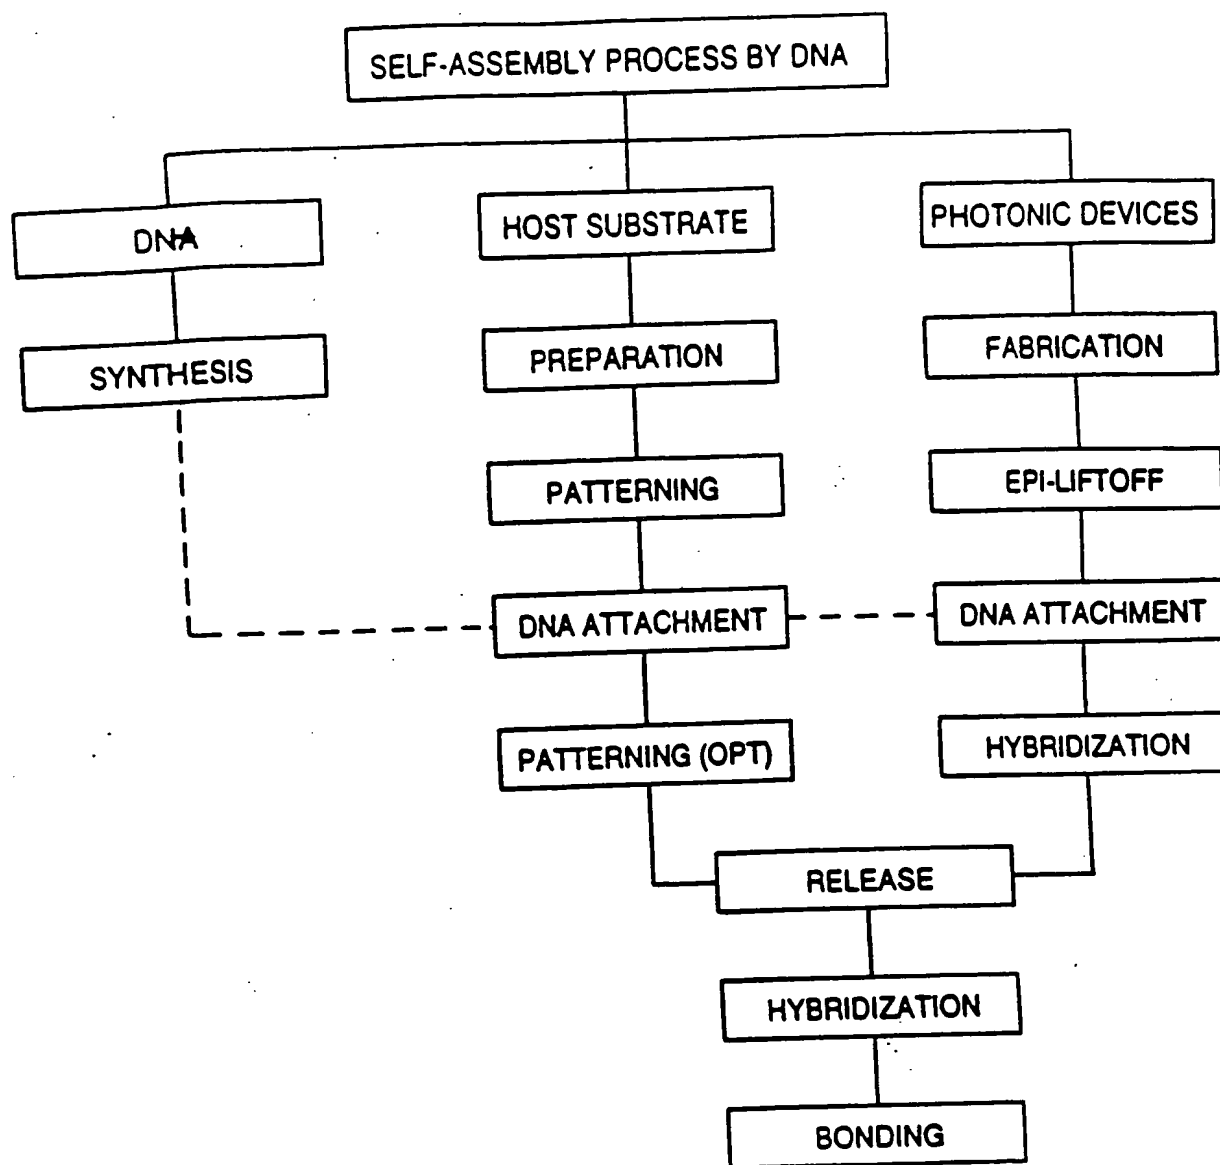 SELF-ASSEMBLY PROCESS BY DNA
DNA
HOST SUBSTRATE
PHOTONIC DEVICES
SYNTHESIS
PREPARATION
FABRICATION
PATTERNING
EPI-LIFTOFF
DNA ATTACHMENT
DNA ATTACHMENT
PATTERNING (OPT)
HYBRIDIZATION
RELEASE
HYBRIDIZATION
BONDING